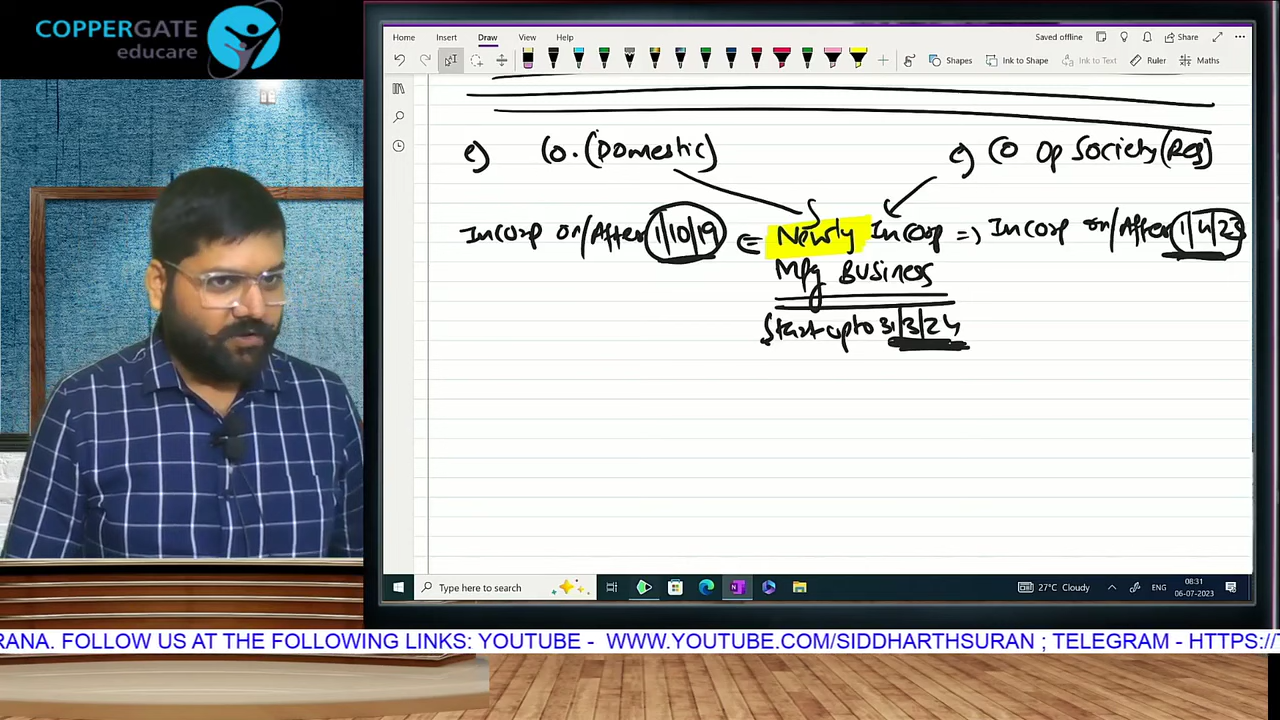 COPPERGATE
educare
Home Insert Draw View Help
Saved offline
Share
Shapes
Ink to Shape
Ink to Text
Ruler
Maths
c) Co. (Domestic)
c) Co Op Society (Res)
Incorp on/After 1/10/19 <= Newly Incorp => Incorp on/After 1/4/23
Mfg Business
Start upto 31/3/24
Type here to search
27°C Cloudy
ENG
08:31
06-07-2023
RANA. FOLLOW US AT THE FOLLOWING LINKS: YOUTUBE - WWW.YOUTUBE.COM/SIDDHARTHSURAN ; TELEGRAM - HTTPS://